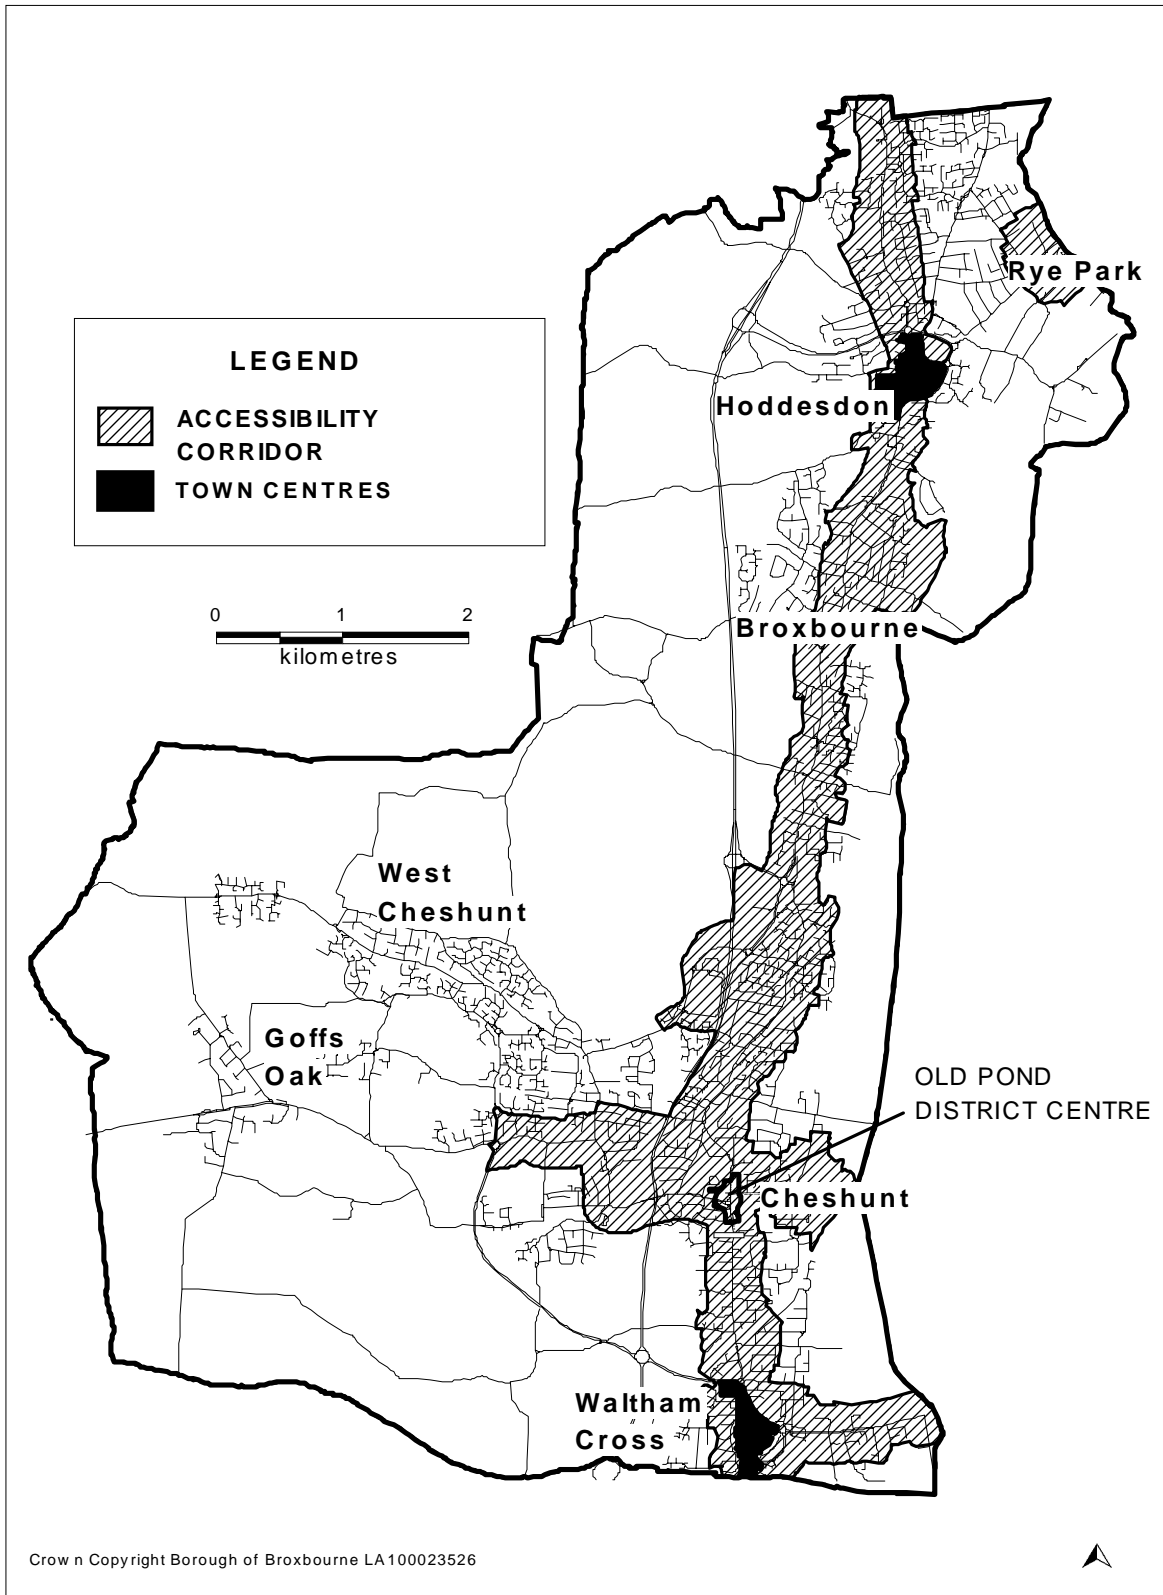 Rye Park
LEGEND
ACCESSIBILITY
CORRIDOR
TOWN CENTRES
Hoddesdon
0 1 2
kilometres
Broxbourne
West
Cheshunt
Goffs
Oak
OLD POND
DISTRICT CENTRE
Cheshunt
Waltham
Cross
Crown Copyright Borough of Broxbourne LA100023526